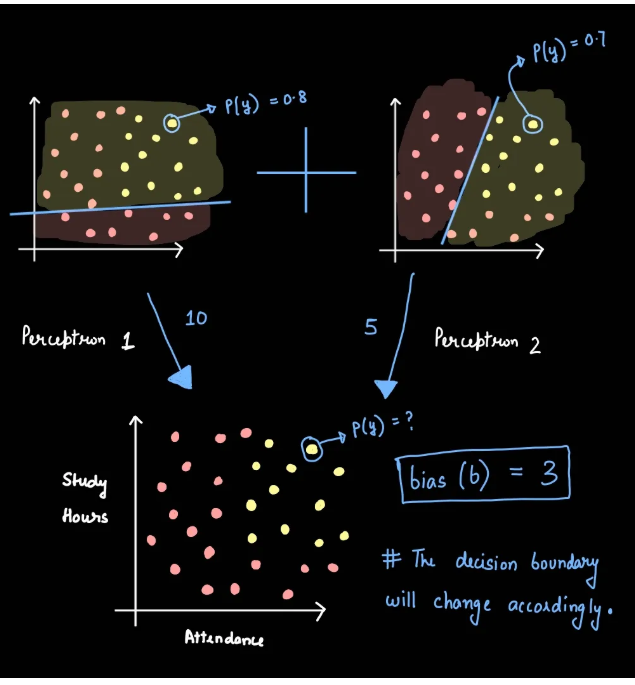 P(y) = 0.8
P(y) = 0.7
10
5
Perceptron 1
Perceptron 2
P(y) = ?
bias (b) = 3
Study
Hours
# The decision boundary
will change accordingly.
Attendance